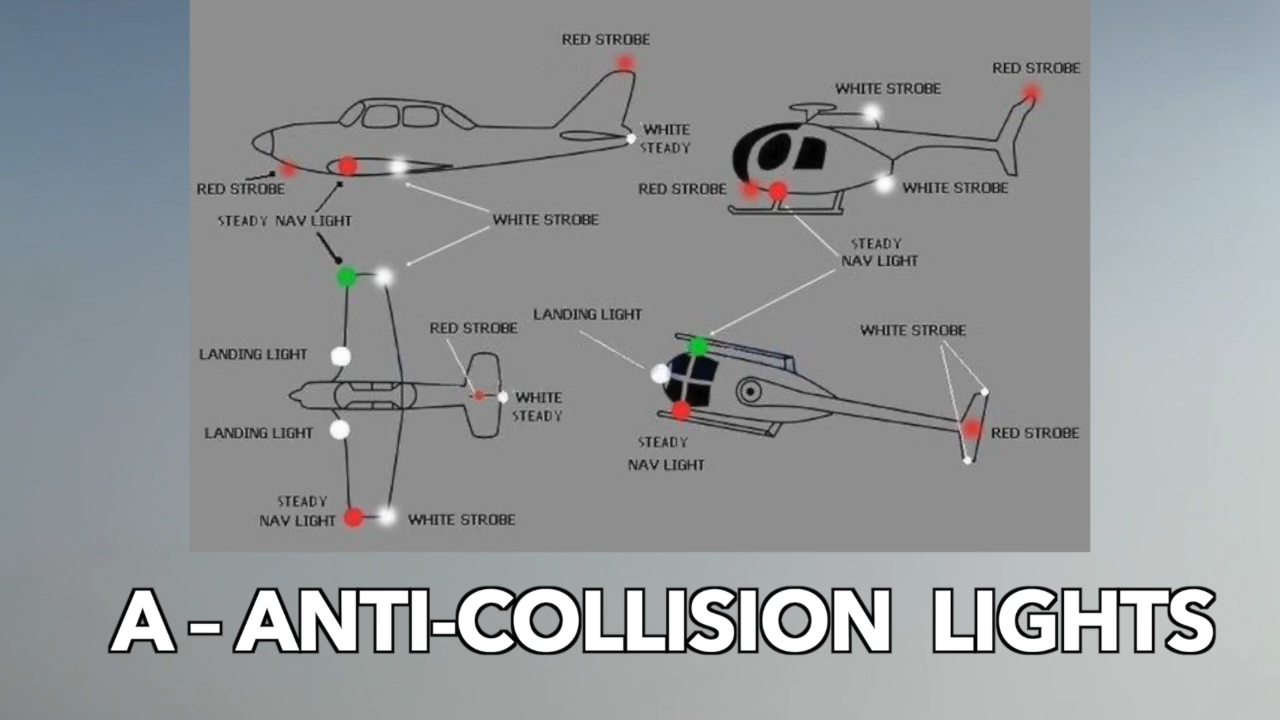 RED STROBE
WHITE
STEADY
RED STROBE
STEADY NAV LIGHT
WHITE STROBE
RED STROBE
WHITE STROBE
RED STROBE
WHITE STROBE
STEADY
NAV LIGHT
LANDING LIGHT
RED STROBE
WHITE
STEADY
LANDING LIGHT
STEADY
NAV LIGHT
WHITE STROBE
LANDING LIGHT
WHITE STROBE
RED STROBE
STEADY
NAV LIGHT
A – ANTI-COLLISION LIGHTS